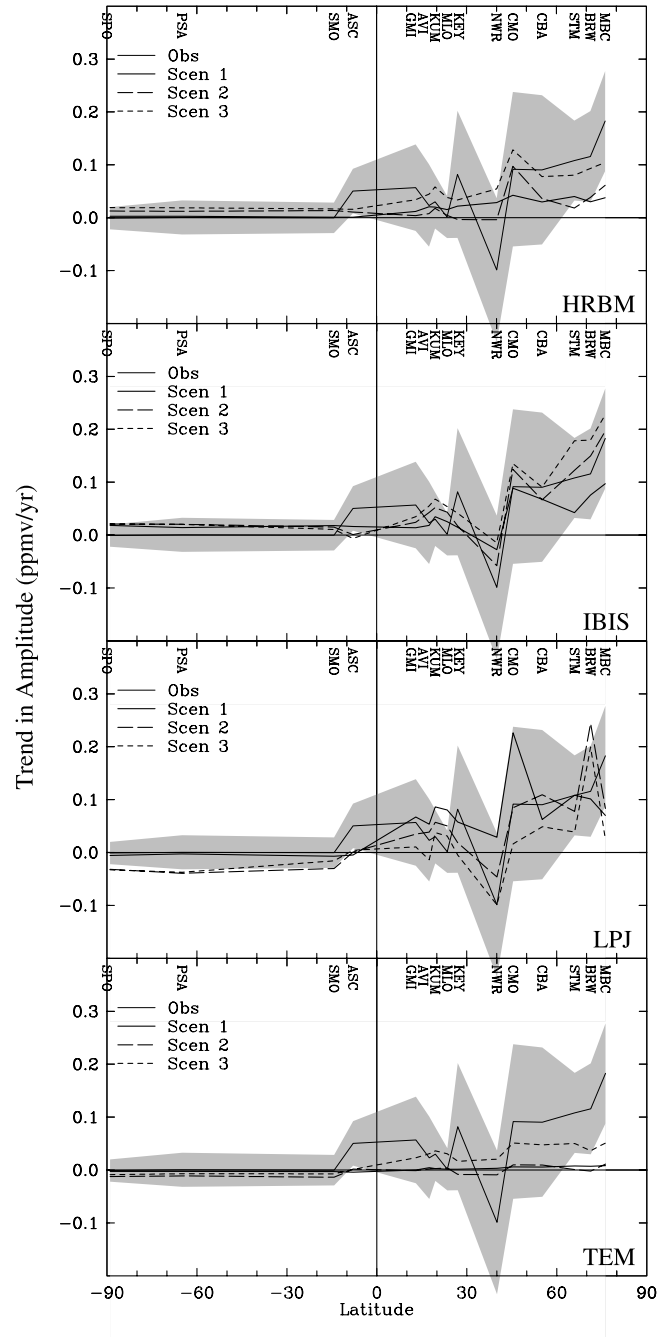 SPO PSA SMO ASC GMI AVI KUM MLO KEY NWR CMO CBA STM BRW MBC
0.3
Obs
Scen 1
0.2
Scen 2
Scen 3
0.1
0.0
−0.1
HRBM
SPO PSA SMO ASC GMI AVI KUM MLO KEY NWR CMO CBA STM BRW MBC
0.3
Obs
Scen 1
Scen 2
0.2
Scen 3
0.1
0.0
−0.1
IBIS
Trend in Amplitude (ppmv/yr)
SPO PSA SMO ASC GMI AVI KUM MLO KEY NWR CMO CBA STM BRW MBC
0.3
Obs
Scen 1
Scen 2
0.2
Scen 3
0.1
0.0
−0.1
LPJ
SPO PSA SMO ASC GMI AVI KUM MLO KEY NWR CMO CBA STM BRW MBC
0.3
Obs
Scen 1
Scen 2
0.2
Scen 3
0.1
0.0
−0.1
TEM
−90 −60 −30 0 30 60 90
Latitude